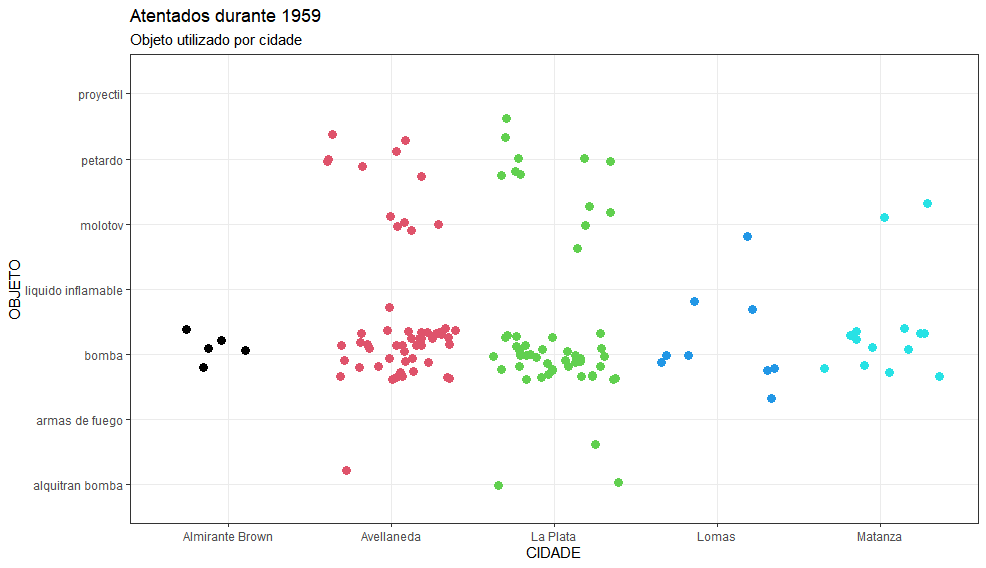 Atentados durante 1959
Objeto utilizado por cidade
OBJETO
proyectil
petardo
molotov
liquido inflamable
bomba
armas de fuego
alquitran bomba
Almirante Brown
Avellaneda
La Plata
Lomas
Matanza
CIDADE